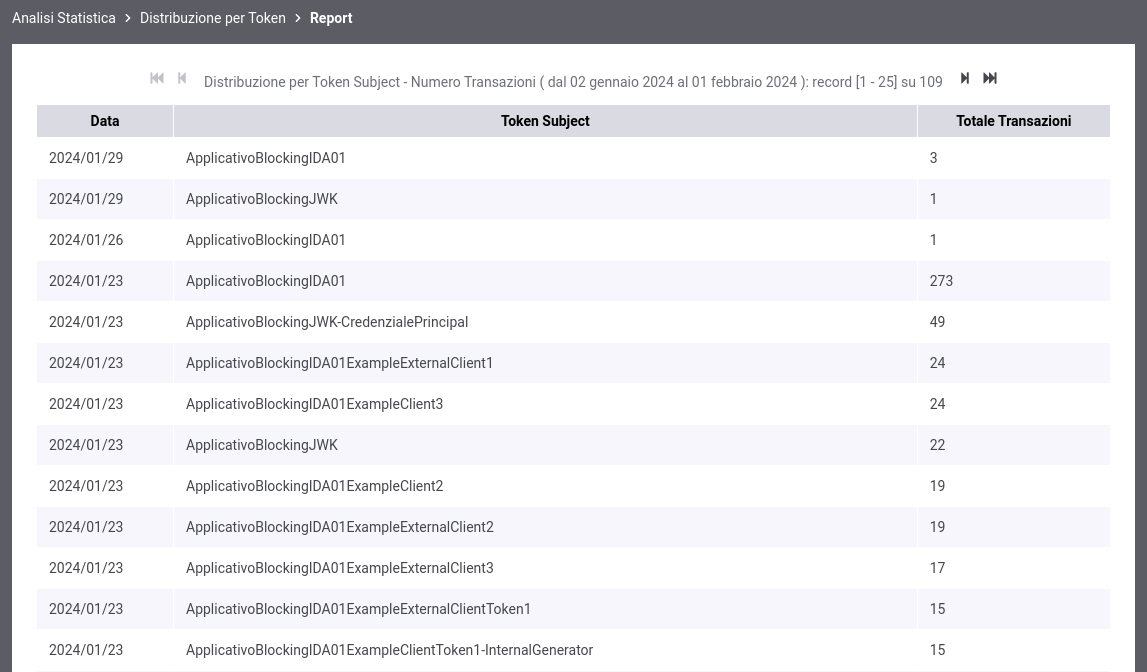 Analisi Statistica > Distribuzione per Token > Report
Distribuzione per Token Subject - Numero Transazioni ( dal 02 gennaio 2024 al 01 febbraio 2024 ): record [1 - 25] su 109
Data Token Subject Totale Transazioni
2024/01/29 ApplicativoBlockingIDA01 3
2024/01/29 ApplicativoBlockingJWK 1
2024/01/26 ApplicativoBlockingIDA01 1
2024/01/23 ApplicativoBlockingIDA01 273
2024/01/23 ApplicativoBlockingJWK-CredenzialePrincipal 49
2024/01/23 ApplicativoBlockingIDA01ExampleExternalClient1 24
2024/01/23 ApplicativoBlockingIDA01ExampleClient3 24
2024/01/23 ApplicativoBlockingJWK 22
2024/01/23 ApplicativoBlockingIDA01ExampleClient2 19
2024/01/23 ApplicativoBlockingIDA01ExampleExternalClient2 19
2024/01/23 ApplicativoBlockingIDA01ExampleExternalClient3 17
2024/01/23 ApplicativoBlockingIDA01ExampleExternalClientToken1 15
2024/01/23 ApplicativoBlockingIDA01ExampleClientToken1-InternalGenerator 15